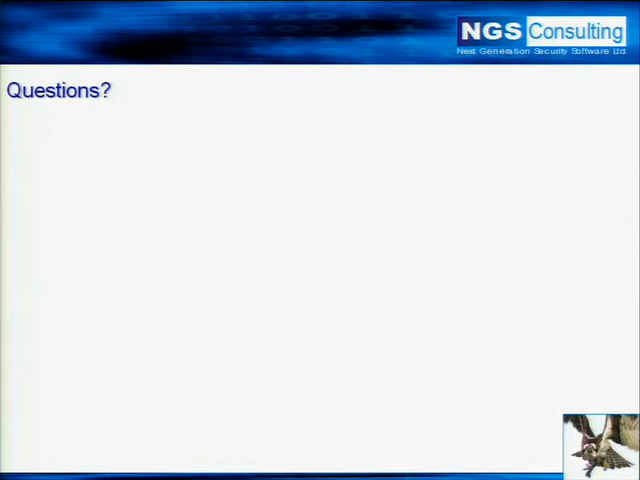 NGS Consulting
Next Generation Security Software Ltd.
Questions?